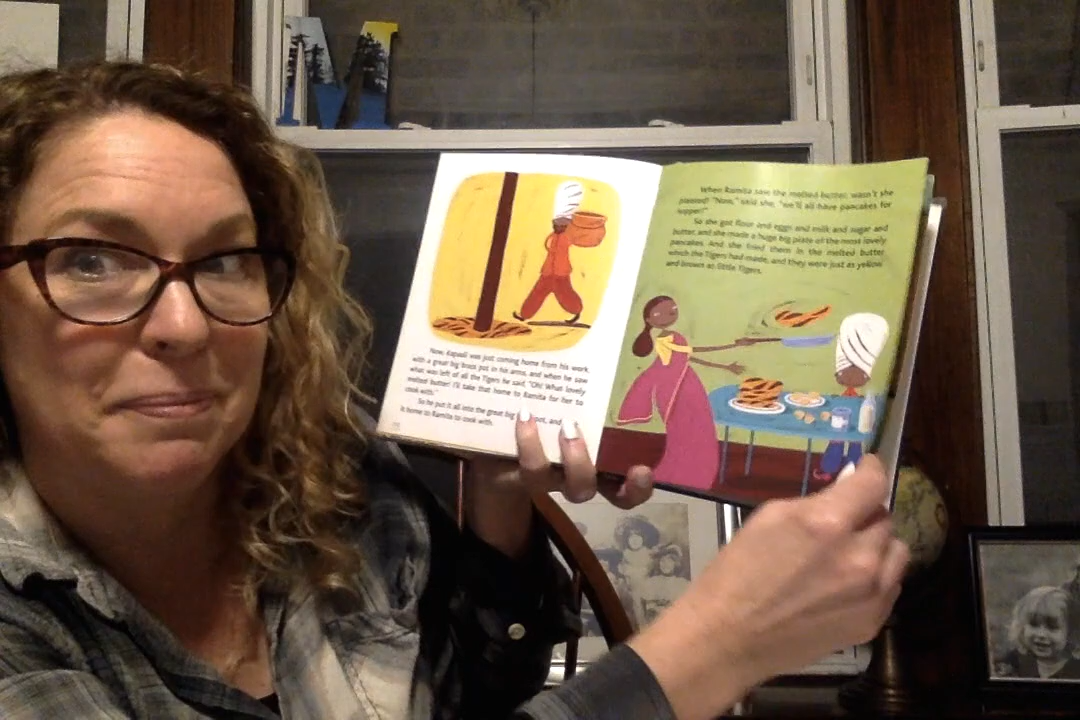 Now, Rajaali was just coming home from his work
with a great big brass pot in his arms, and when he saw
what was left of all the Tigers he said, "Oh! What lovely
melted butter! I'll take that home to Ramita for her to
cook with."
So he put it all into the great big pot, and
it home to Ramita to cook with.
When Ramita saw the melted butter, wasn't she
pleased! "Now," said she, "we'll all have pancakes for
supper!"
So she got flour and eggs and milk and sugar and
butter, and she made a huge big plate of the most lovely
pancakes. And she fried them in the melted butter
which the Tigers had made, and they were just as yellow
and brown as little Tigers.